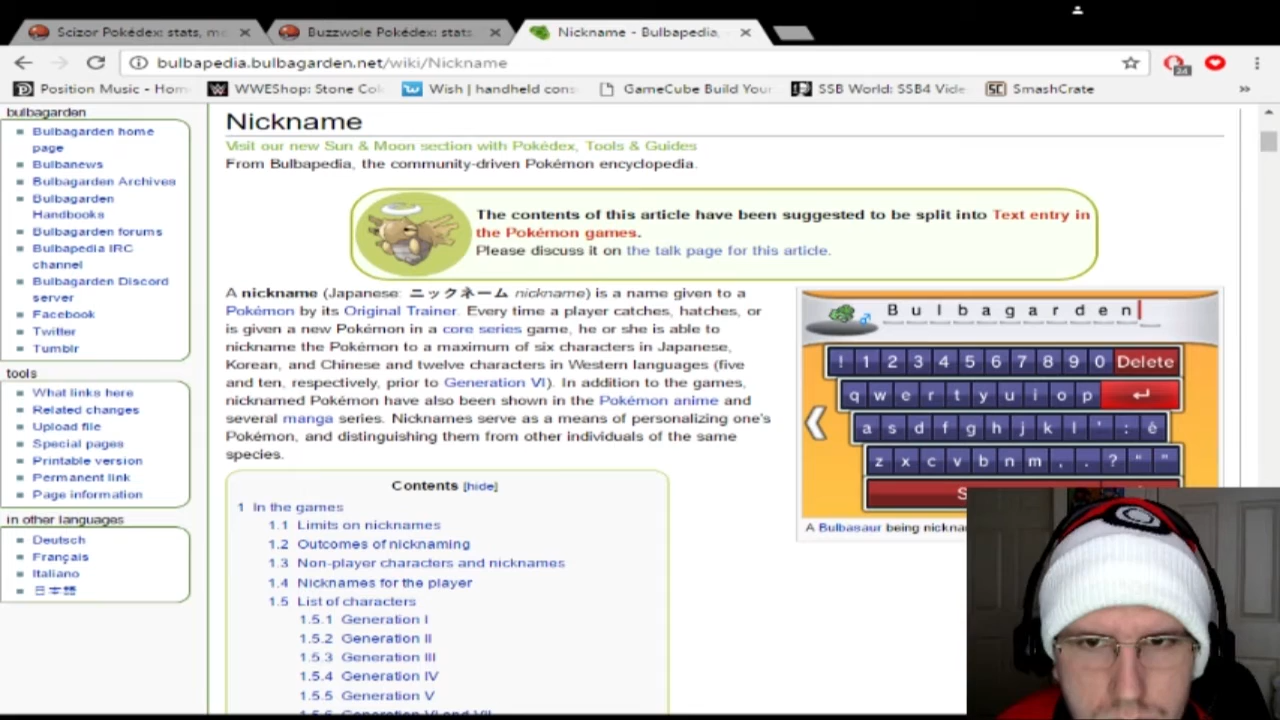 Scizor Pokédex: stats, mo
Buzzwole Pokédex: stats
Nickname - Bulbapedia,
bulbapedia.bulbagarden.net/wiki/Nickname
24
Position Music - Hom
WWEShop: Stone Col
Wish | handheld cons
GameCube Build Your
SSB World: SSB4 Vide
SC SmashCrate
»
bulbagarden
Bulbagarden home
page
Bulbanews
Bulbagarden Archives
Bulbagarden
Handbooks
Bulbagarden forums
Bulbapedia IRC
channel
Bulbagarden Discord
server
Facebook
Twitter
Tumblr
tools
What links here
Related changes
Upload file
Special pages
Printable version
Permanent link
Page information
in other languages
Deutsch
Français
Italiano
日本語
Nickname
Visit our new Sun & Moon section with Pokédex, Tools & Guides
From Bulbapedia, the community-driven Pokémon encyclopedia.
The contents of this article have been suggested to be split into Text entry in
the Pokémon games.
Please discuss it on the talk page for this article.
A nickname (Japanese: ニックネーム nickname) is a name given to a
Pokémon by its Original Trainer. Every time a player catches, hatches, or
is given a new Pokémon in a core series game, he or she is able to
nickname the Pokémon to a maximum of six characters in Japanese,
Korean, and Chinese and twelve characters in Western languages (five
and ten, respectively, prior to Generation VI). In addition to the games,
nicknamed Pokémon have also been shown in the Pokémon anime and
several manga series. Nicknames serve as a means of personalizing one's
Pokémon, and distinguishing them from other individuals of the same
species.
Contents [hide]
1 In the games
1.1 Limits on nicknames
1.2 Outcomes of nicknaming
1.3 Non-player characters and nicknames
1.4 Nicknames for the player
1.5 List of characters
1.5.1 Generation I
1.5.2 Generation II
1.5.3 Generation III
1.5.4 Generation IV
1.5.5 Generation V
1.5.6 Generation VI and VII
Bulbagarden
! 1 2 3 4 5 6 7 8 9 0 Delete
q w e r t y u i o p
a s d f g h j k l ' : é
z x c v b n m , . ? “ ”
S
A Bulbasaur being nickna